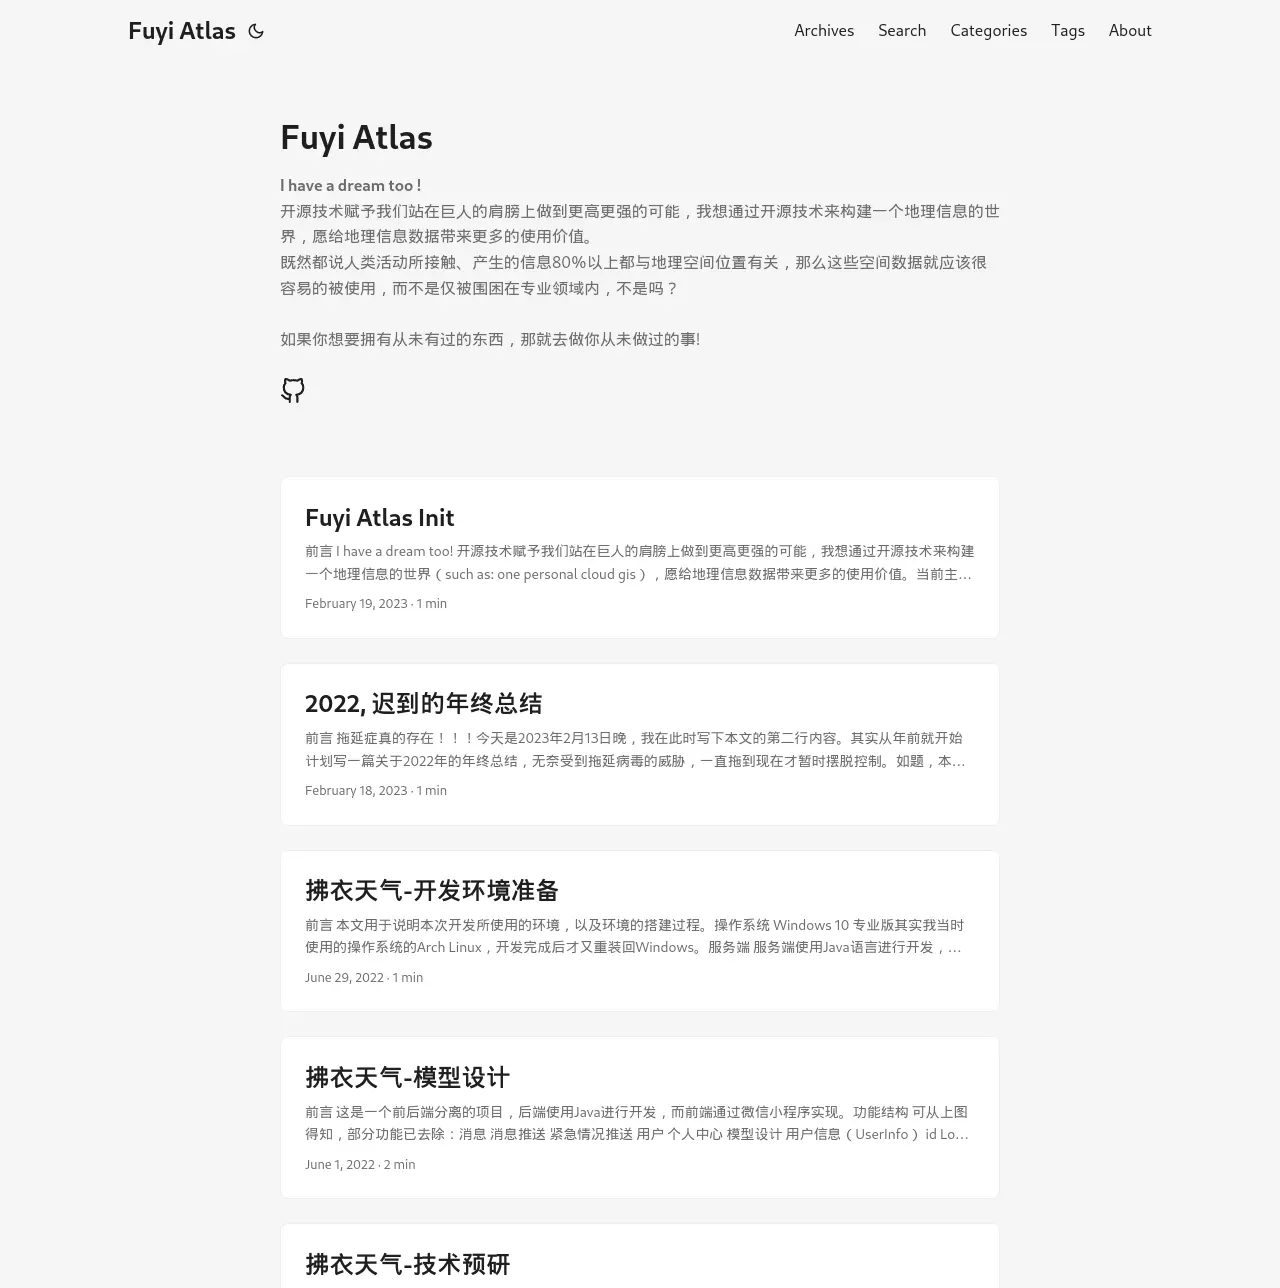 Fuyi Atlas
Archives Search Categories Tags About
Fuyi Atlas
I have a dream too !
开源技术赋予我们站在巨人的肩膀上做到更高更强的可能，我想通过开源技术来构建一个地理信息的世
界，愿给地理信息数据带来更多的使用价值。
既然都说人类活动所接触、产生的信息80%以上都与地理空间位置有关，那么这些空间数据就应该很
容易的被使用，而不是仅被围困在专业领域内，不是吗？
如果你想要拥有从未有过的东西，那就去做你从未做过的事!
Fuyi Atlas Init
前言 I have a dream too! 开源技术赋予我们站在巨人的肩膀上做到更高更强的可能，我想通过开源技术来构建
一个地理信息的世界（such as: one personal cloud gis），愿给地理信息数据带来更多的使用价值。当前主…
February 19, 2023 · 1 min
2022, 迟到的年终总结
前言 拖延症真的存在！！！今天是2023年2月13日晚，我在此时写下本文的第二行内容。其实从年前就开始
计划写一篇关于2022年的年终总结，无奈受到拖延病毒的威胁，一直拖到现在才暂时摆脱控制。如题，本…
February 18, 2023 · 1 min
拂衣天气-开发环境准备
前言 本文用于说明本次开发所使用的环境，以及环境的搭建过程。操作系统 Windows 10 专业版其实我当时
使用的操作系统的Arch Linux，开发完成后才又重装回Windows。服务端 服务端使用Java语言进行开发，…
June 29, 2022 · 1 min
拂衣天气-模型设计
前言 这是一个前后端分离的项目，后端使用Java进行开发，而前端通过微信小程序实现。功能结构 可从上图
得知，部分功能已去除：消息 消息推送 紧急情况推送 用户 个人中心 模型设计 用户信息（UserInfo） id Lo…
June 1, 2022 · 2 min
拂衣天气-技术预研